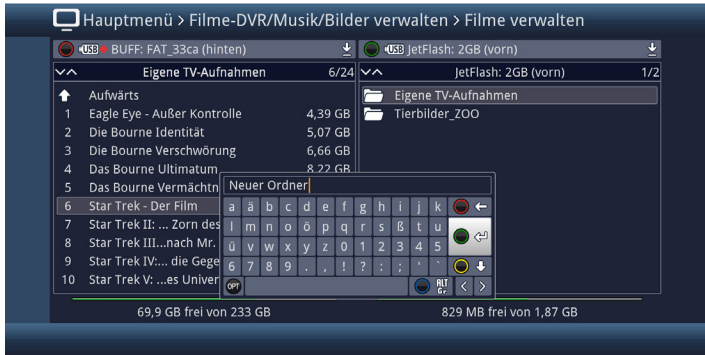 Hauptmenü > Filme-DVR/Musik/Bilder verwalten > Filme verwalten
USB BUFF: FAT_33ca (hinten)
USB JetFlash: 2GB (vorn)
Eigene TV-Aufnahmen 6/24
JetFlash: 2GB (vorn) 1/2
Aufwärts
1 Eagle Eye - Außer Kontrolle 4,39 GB
2 Die Bourne Identität 5,07 GB
3 Die Bourne Verschwörung 6,66 GB
4 Das Bourne Ultimatum 8,22 GB
5 Das Bourne Vermächtn
6 Star Trek - Der Film
7 Star Trek II: ... Zorn des
8 Star Trek III...nach Mr.
9 Star Trek IV:... die Gege
10 Star Trek V: ...es Univer
Eigene TV-Aufnahmen
Tierbilder_ZOO
Neuer Ordner
a ä b c d e f g h i j k
l m n o ö p q r s ß t u
ü v w x y z 0 1 2 3 4 5
6 7 8 9 . , ! ? : ; ' `
OPT ALT Gr < >
69,9 GB frei von 233 GB
829 MB frei von 1,87 GB